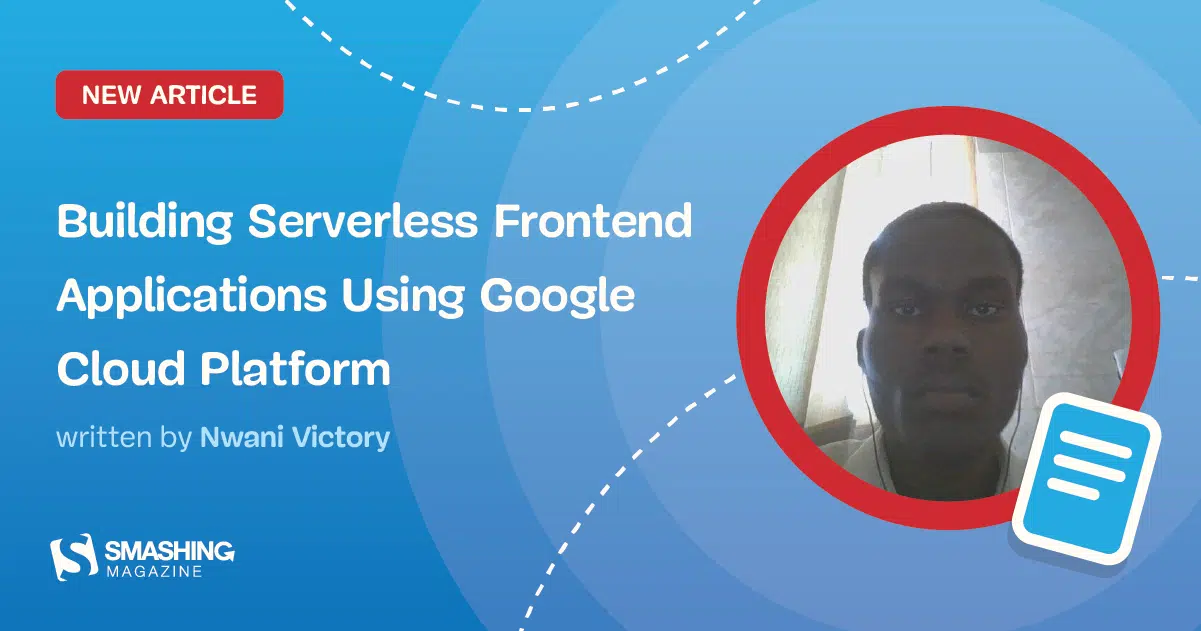 NEW ARTICLE
Building Serverless Frontend
Applications Using Google
Cloud Platform
written by Nwani Victory
SMASHING
MAGAZINE